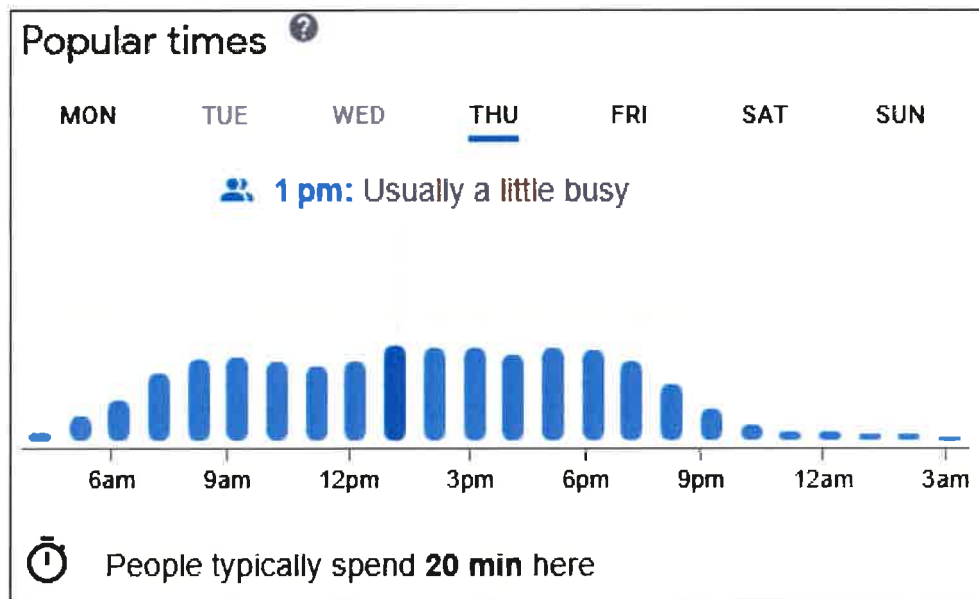 Popular times ?
MON TUE WED THU FRI SAT SUN
1 pm: Usually a little busy
6am 9am 12pm 3pm 6pm 9pm 12am 3am
People typically spend 20 min here